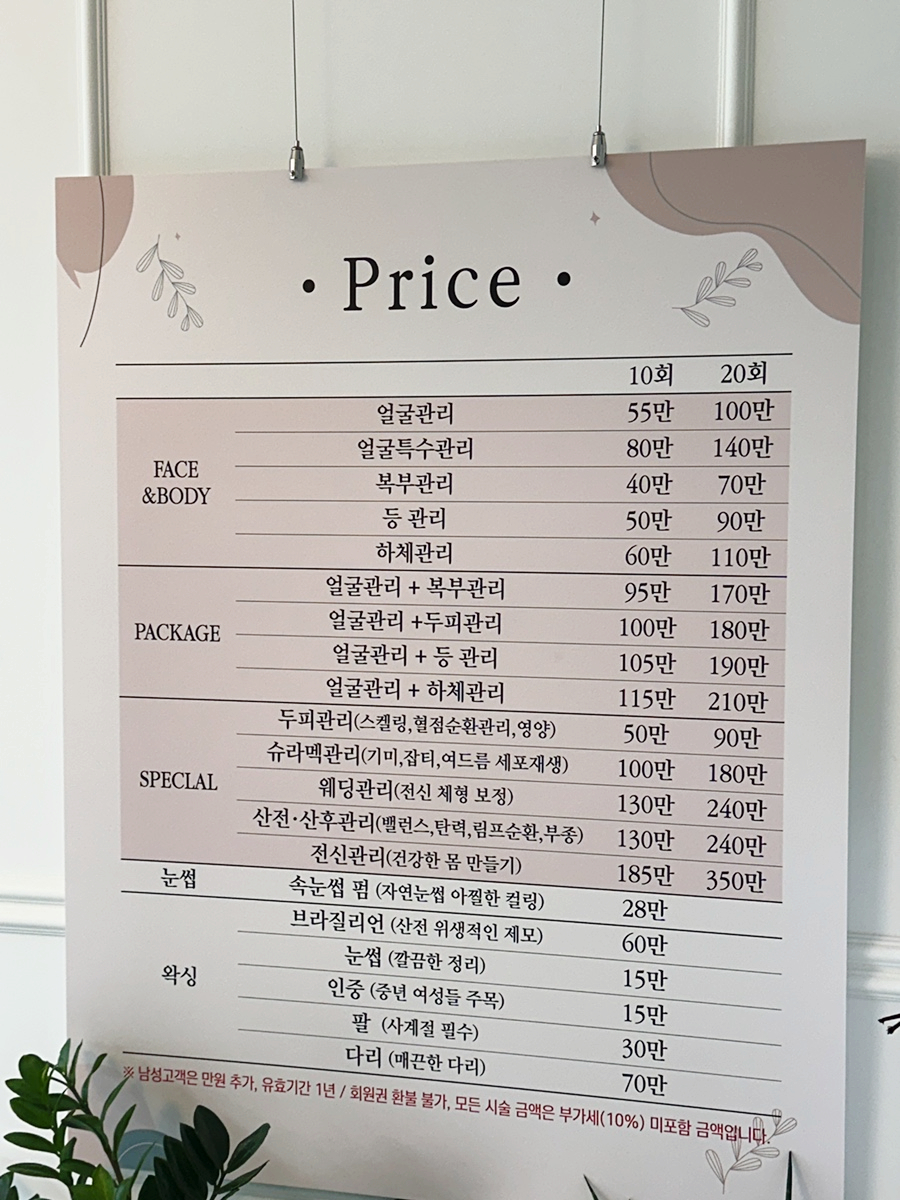 • Price •
10회 20회
FACE
&BODY
얼굴관리 55만 100만
얼굴특수관리 80만 140만
복부관리 40만 70만
등 관리 50만 90만
하체관리 60만 110만
PACKAGE
얼굴관리 + 복부관리 95만 170만
얼굴관리 +두피관리 100만 180만
얼굴관리 + 등 관리 105만 190만
얼굴관리 + 하체관리 115만 210만
SPECLAL
두피관리(스켈링,혈점순환관리,영양) 50만 90만
슈라멕관리(기미,잡티,여드름 세포재생) 100만 180만
웨딩관리(전신 체형 보정) 130만 240만
산전·산후관리(밸런스,탄력,림프순환,부종) 130만 240만
전신관리(건강한 몸 만들기) 185만 350만
눈썹 속눈썹 펌 (자연눈썹 아찔한 컬링) 28만
왁싱
브라질리언 (산전 위생적인 제모) 60만
눈썹 (깔끔한 정리) 15만
인중 (중년 여성들 주목) 15만
팔 (사계절 필수) 30만
다리 (매끈한 다리) 70만
※ 남성고객은 만원 추가, 유효기간 1년 / 회원권 환불 불가, 모든 시술 금액은 부가세(10%) 미포함 금액입니다.